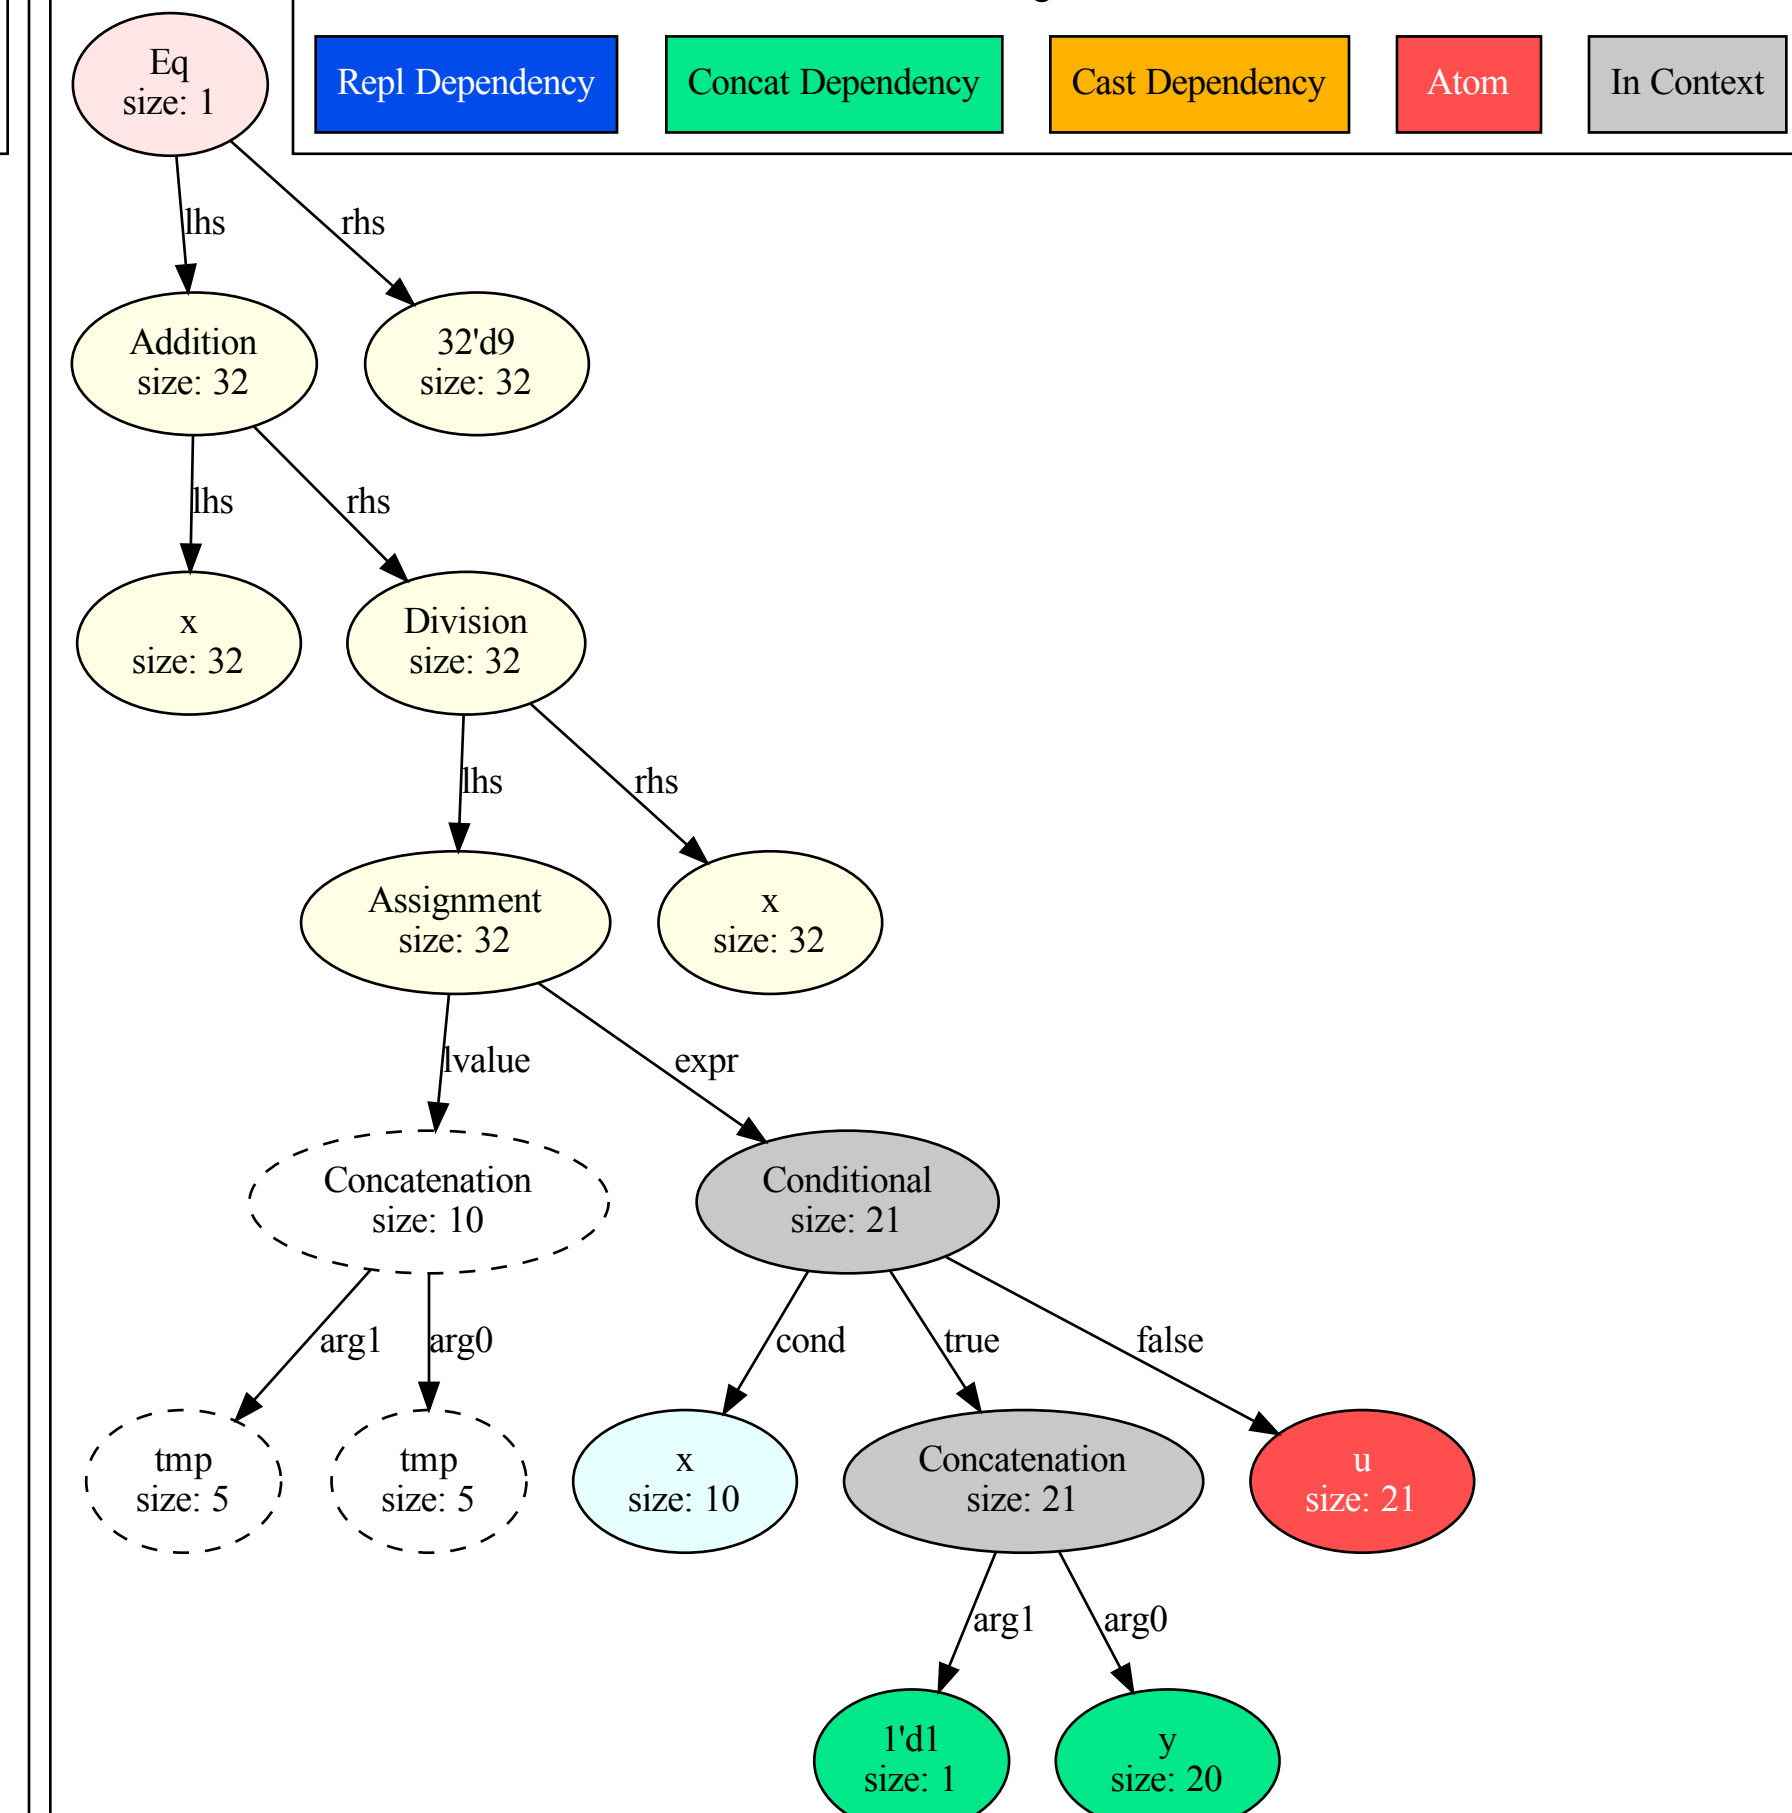 Eq
size: 1
Repl Dependency
Concat Dependency
Cast Dependency
Atom
In Context
lhs
rhs
Addition
size: 32
32'd9
size: 32
lhs
rhs
x
size: 32
Division
size: 32
lhs
rhs
Assignment
size: 32
x
size: 32
lvalue
expr
Concatenation
size: 10
Conditional
size: 21
arg1
arg0
cond
true
false
tmp
size: 5
tmp
size: 5
x
size: 10
Concatenation
size: 21
u
size: 21
arg1
arg0
1'd1
size: 1
y
size: 20